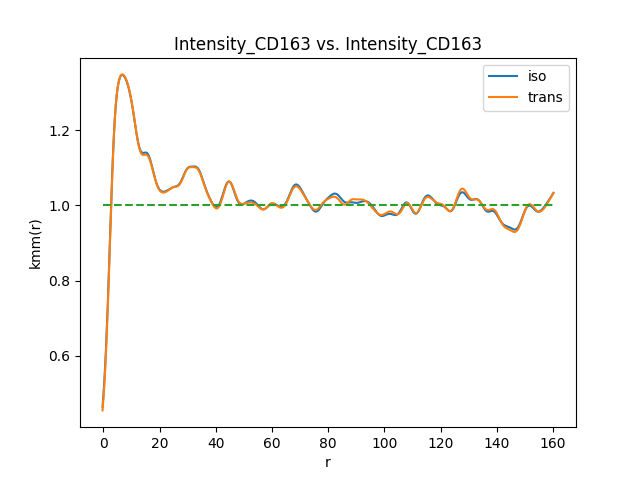 Intensity_CD163 vs. Intensity_CD163
iso
trans
1.2
1.0
0.8
0.6
kmm(r)
0 20 40 60 80 100 120 140 160
r